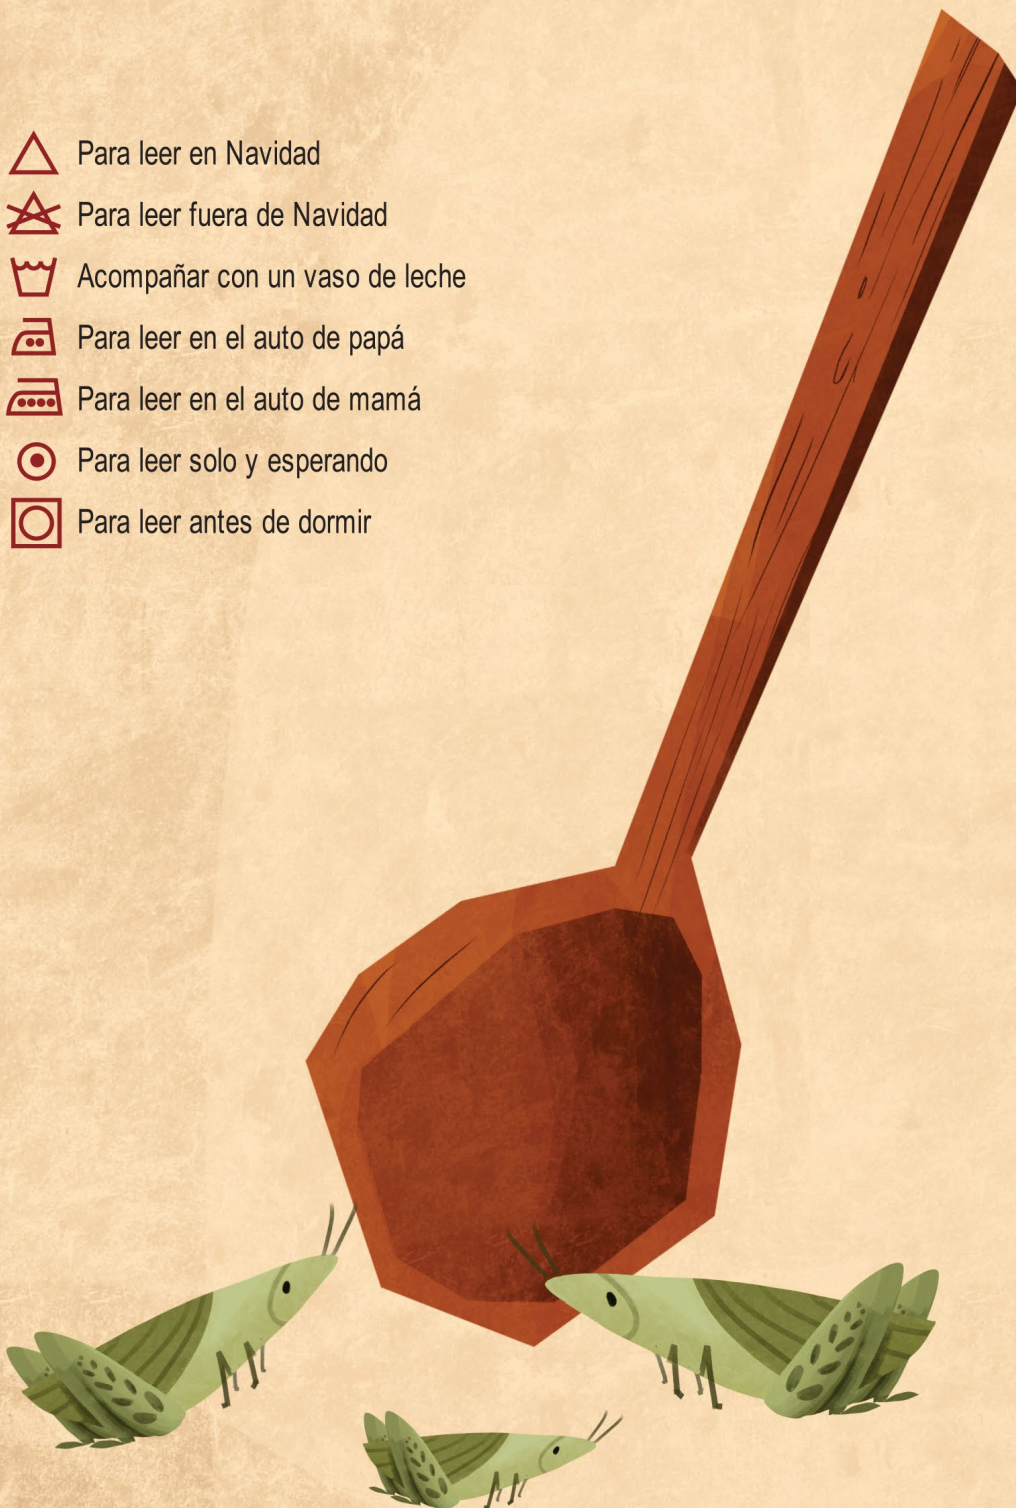 Para leer en Navidad
Para leer fuera de Navidad
Acompañar con un vaso de leche
Para leer en el auto de papá
Para leer en el auto de mamá
Para leer solo y esperando
Para leer antes de dormir